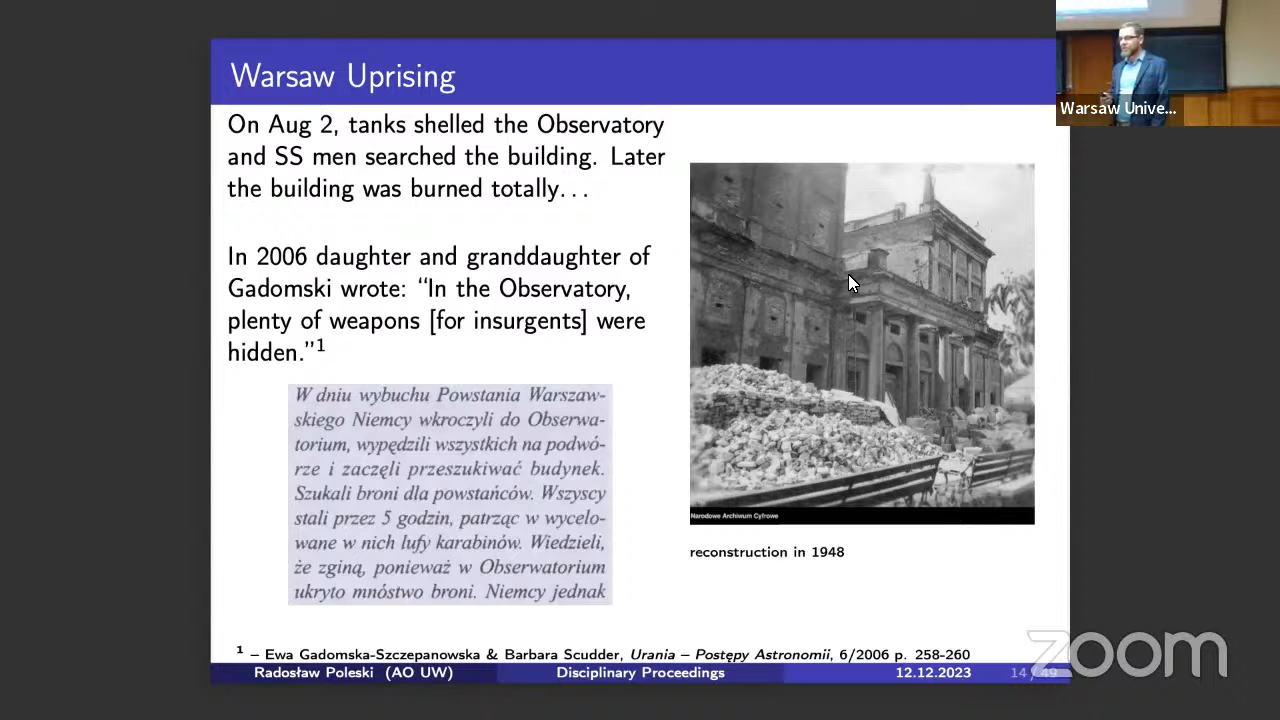 Warsaw Uprising
Warsaw Unive...
On Aug 2, tanks shelled the Observatory
and SS men searched the building. Later
the building was burned totally...
In 2006 daughter and granddaughter of
Gadomski wrote: “In the Observatory,
plenty of weapons [for insurgents] were
hidden.”1
W dniu wybuchu Powstania Warszaw-
skiego Niemcy wkroczyli do Obserwa-
torium, wypędzili wszystkich na podwó-
rze i zaczęli przeszukiwać budynek.
Szukali broni dla powstańców. Wszyscy
stali przez 5 godzin, patrząc w wycelo-
wane w nich lufy karabinów. Wiedzieli,
że zginą, ponieważ w Obserwatorium
ukryto mnóstwo broni. Niemcy jednak
Narodowe Archiwum Cyfrowe
reconstruction in 1948
1 – Ewa Gadomska-Szczepanowska & Barbara Scudder, Urania – Postępy Astronomii, 6/2006 p. 258-260
Radosław Poleski (AO UW) Disciplinary Proceedings 12.12.2023 14 / 49
zoom